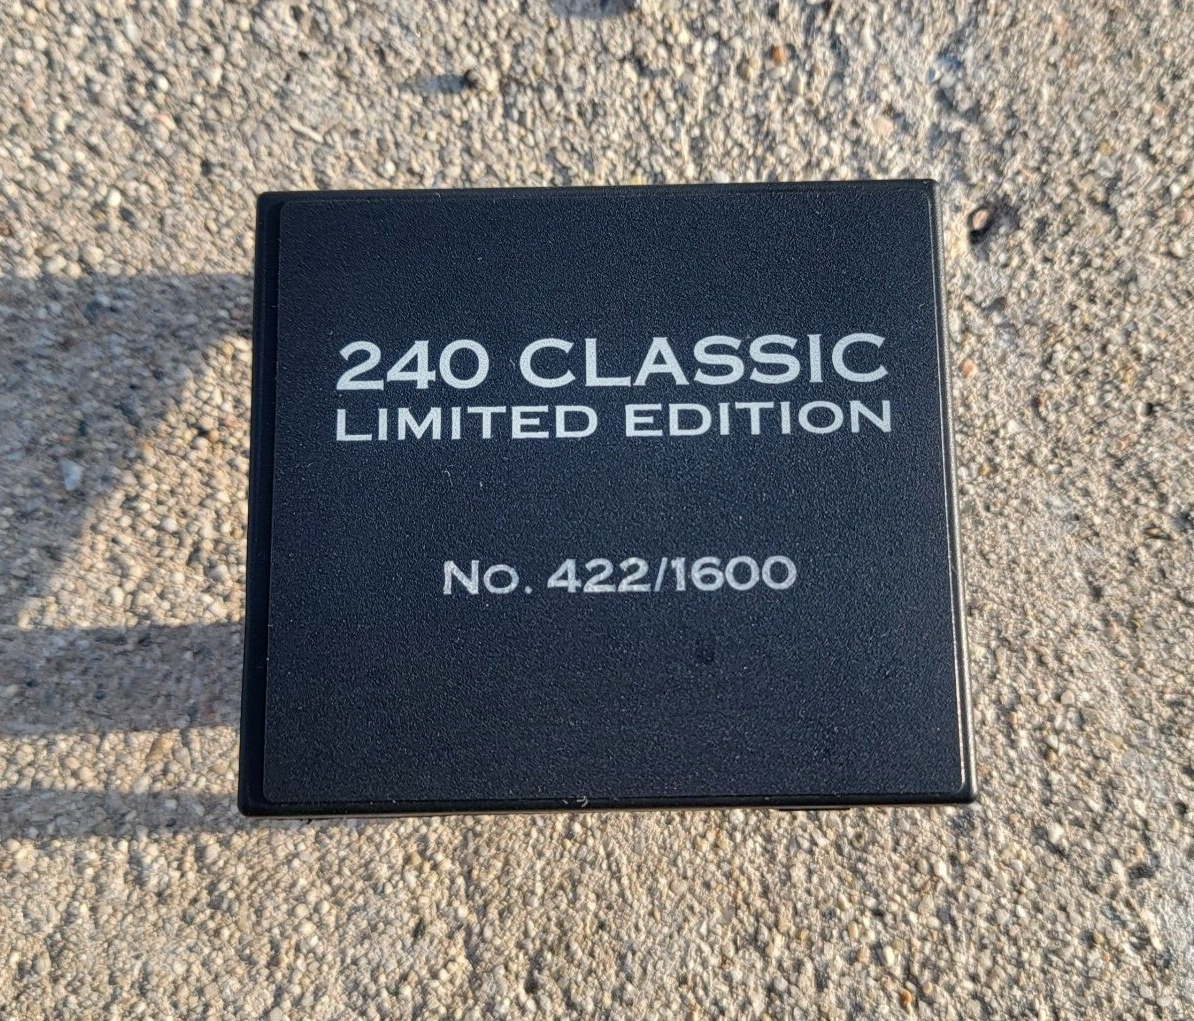 240 CLASSIC
LIMITED EDITION
No. 422/1600